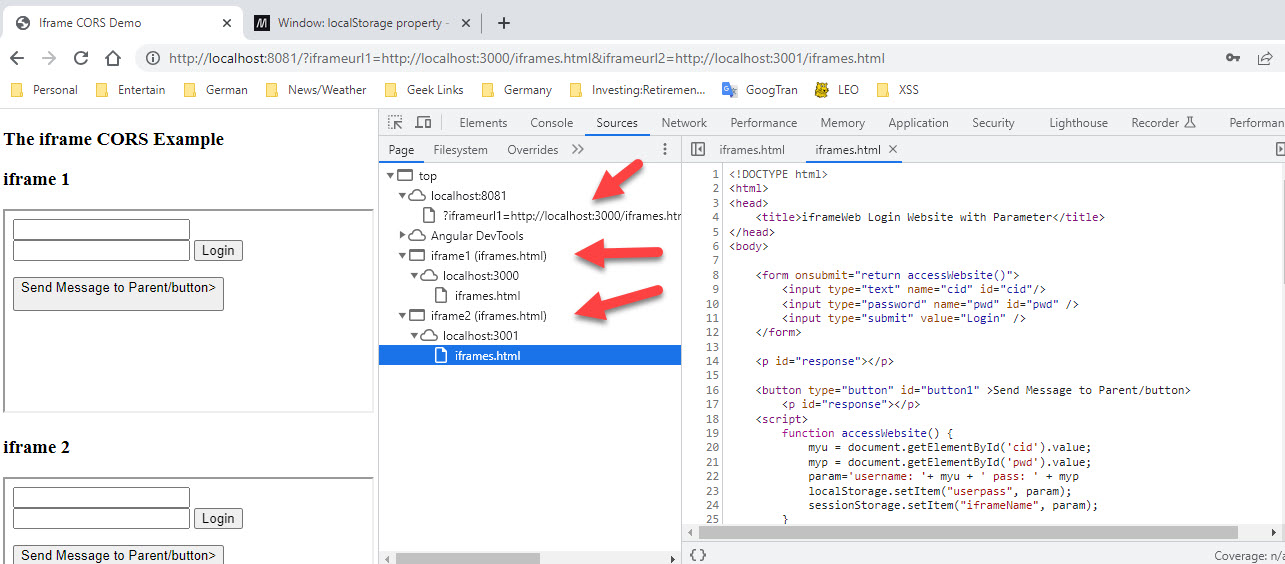 Iframe CORS Demo
Window: localStorage property -
http://localhost:8081/?iframeurl1=http://localhost:3000/iframes.html&iframeurl2=http://localhost:3001/iframes.html
Personal Entertain German News/Weather Geek Links Germany Investing:Retiremen... GoogTran LEO XSS
The iframe CORS Example
iframe 1
Login
Send Message to Parent/button>
iframe 2
Login
Send Message to Parent/button>
Elements Console Sources Network Performance Memory Application Security Lighthouse Recorder Performan
Page Filesystem Overrides
top
localhost:8081
?iframeurl1=http://localhost:3000/iframes.htm
Angular DevTools
iframe1 (iframes.html)
localhost:3000
iframes.html
iframe2 (iframes.html)
localhost:3001
iframes.html
iframes.html iframes.html
1 <!DOCTYPE html>
2 <html>
3 <head>
4 <title>iframeWeb Login Website with Parameter</title>
5 </head>
6 <body>
7
8 <form onsubmit="return accessWebsite()">
9 <input type="text" name="cid" id="cid"/>
10 <input type="password" name="pwd" id="pwd" />
11 <input type="submit" value="Login" />
12 </form>
13
14 <p id="response"></p>
15
16 <button type="button" id="button1" >Send Message to Parent/button>
17 <p id="response"></p>
18 <script>
19 function accessWebsite() {
20 myu = document.getElementById('cid').value;
21 myp = document.getElementById('pwd').value;
22 param='username: '+ myu + ' pass: ' + myp
23 localStorage.setItem("userpass", param);
24 sessionStorage.setItem("iframeName", param);
25 }
{} Coverage: n/a